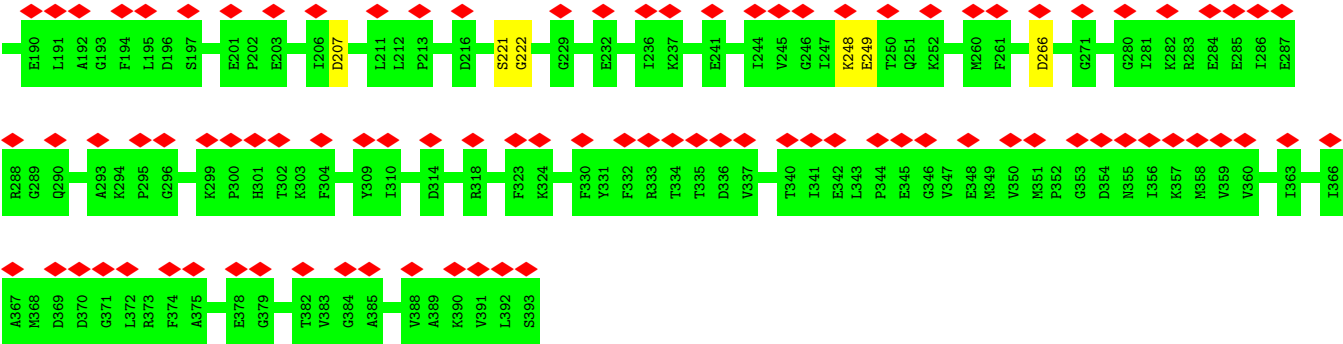 E190 L191 A192 G193 F194 L195 D196 S197 E201 P202 E203 I206 D207 L211 L212 P213 D216 S221 G222 G229 E232 I236 K237 E241 I244 V245 G246 I247 K248 E249 T250 Q251 K252 M260 F261 D266 G271 G280 I281 K282 R283 E284 E285 I286 E287
R288 G289 Q290 A293 K294 P295 G296 K299 P300 H301 T302 K303 F304 Y309 I310 D314 R318 F323 K324 F330 Y331 F332 R333 T334 T335 D336 V337 T340 I341 E342 L343 P344 E345 G346 V347 E348 M349 V350 M351 P352 G353 D354 N355 I356 K357 M358 V359 V360 I363 I366
A367 M368 D369 D370 G371 L372 R373 F374 A375 E378 G379 T382 V383 G384 A385 V388 A389 K390 V391 L392 S393